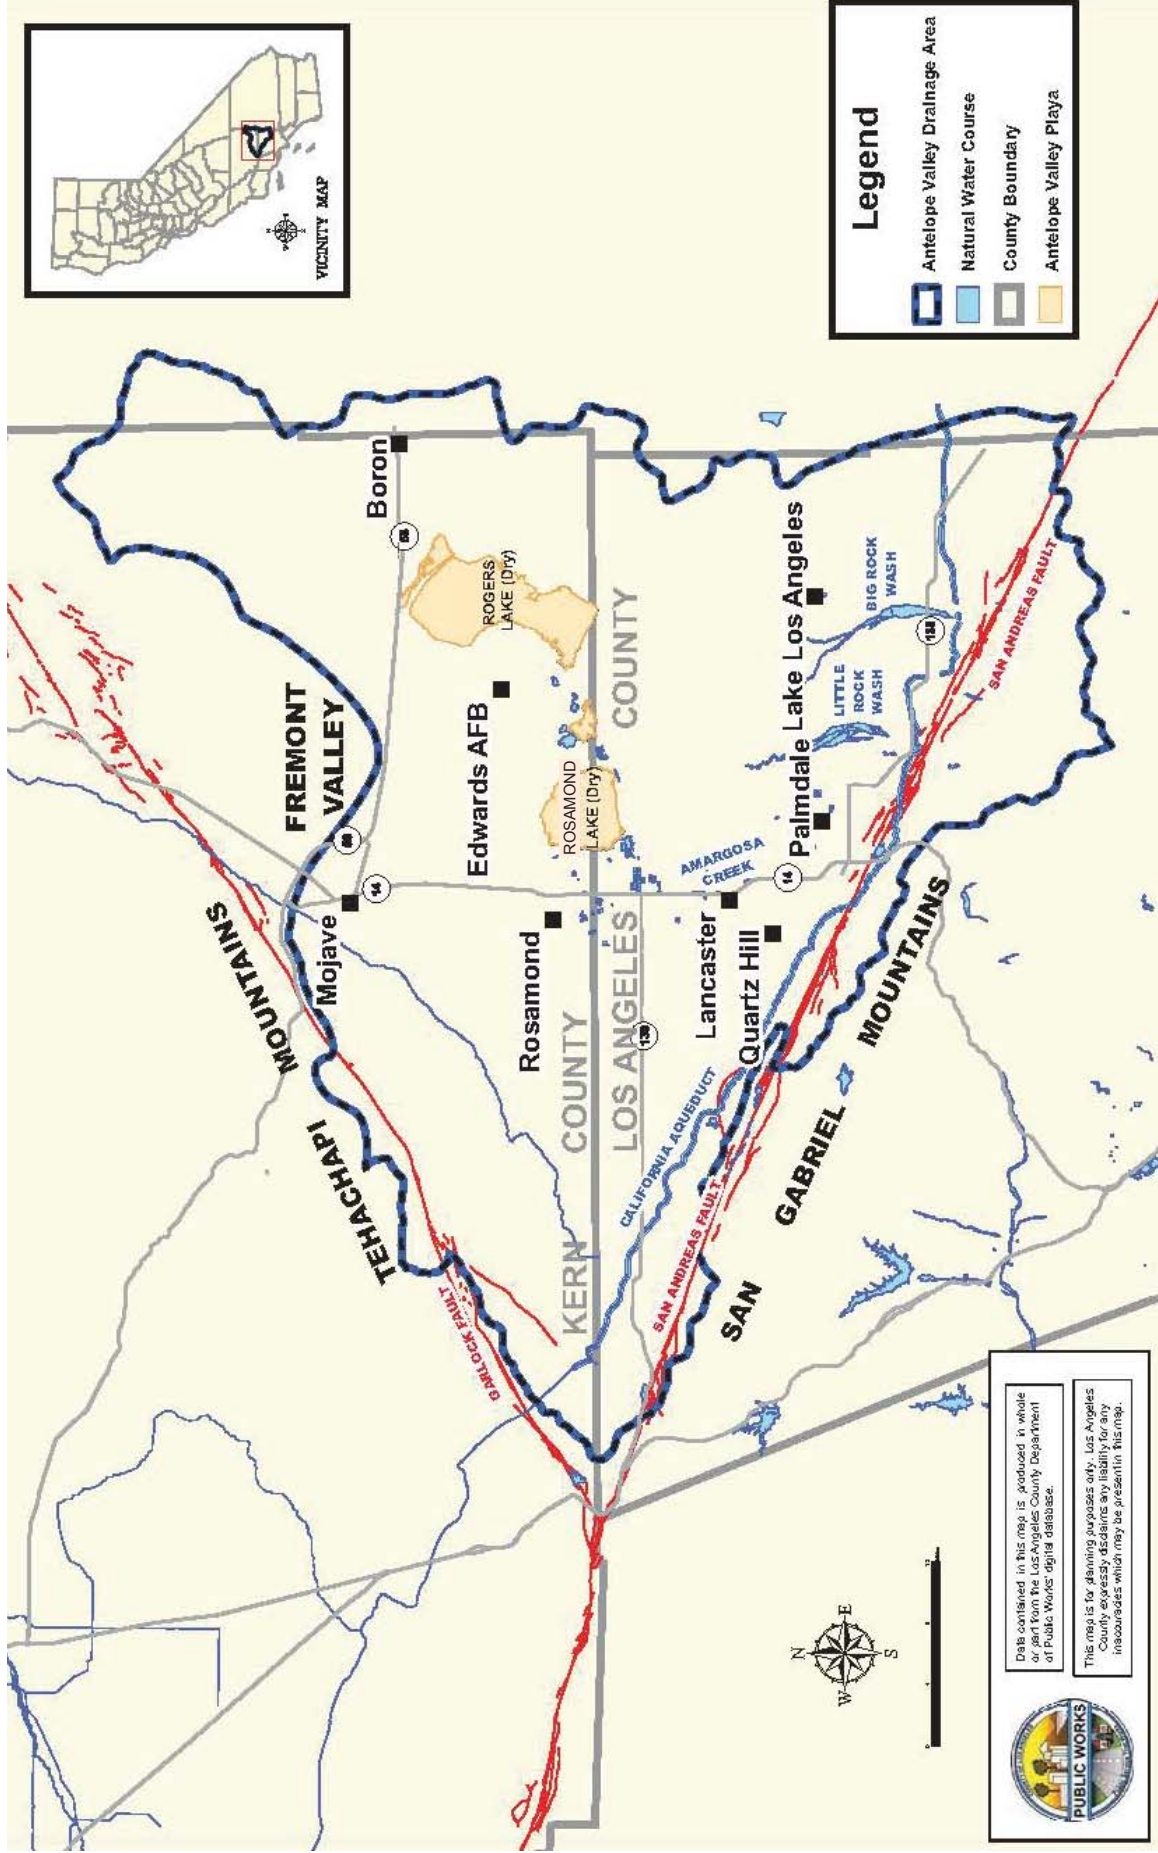 VICINITY MAP
Legend
Antelope Valley Drainage Area
Natural Water Course
County Boundary
Antelope Valley Playa
FREMONT
VALLEY
TEHACHAPI
MOUNTAINS
Mojave
14
Boron
58
ROGERS
LAKE (Dry)
Edwards AFB
Rosamond
ROSAMOND
LAKE (Dry)
GARLOCK FAULT
KERN
COUNTY
LOS ANGELES
COUNTY
138
CALIFORNIA AQUEDUCT
Lancaster
Quartz Hill
AMARGOSA
CREEK
14
Palmdale
Lake Los Angeles
LITTLE
ROCK
WASH
BIG ROCK
WASH
138
SAN ANDREAS FAULT
SAN ANDREAS FAULT
SAN
GABRIEL
MOUNTAINS
N
W
E
S
PUBLIC WORKS
Data contained in this map is produced in whole
or part from the Los Angeles County Department
of Public Works' digital database.
This map is for planning purposes only. Los Angeles
County expressly disclaims any liability for any
inaccuracies which may be present in this map.